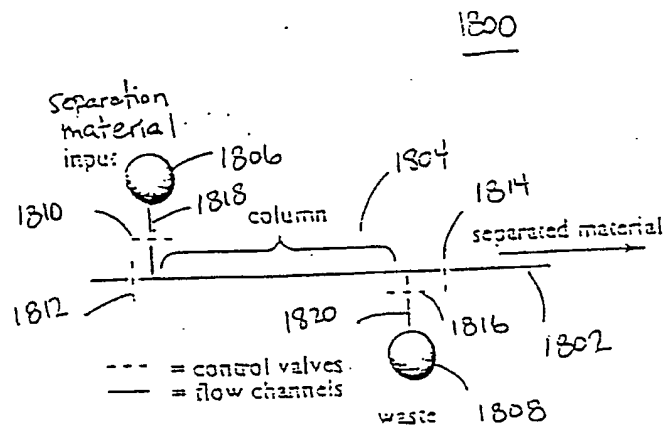 1800
separation
material
input
1806
1804
1814
1818
1810
column
separated material
1812
1820
1816
1802
--- = control valves
— = flow channels
waste
1808